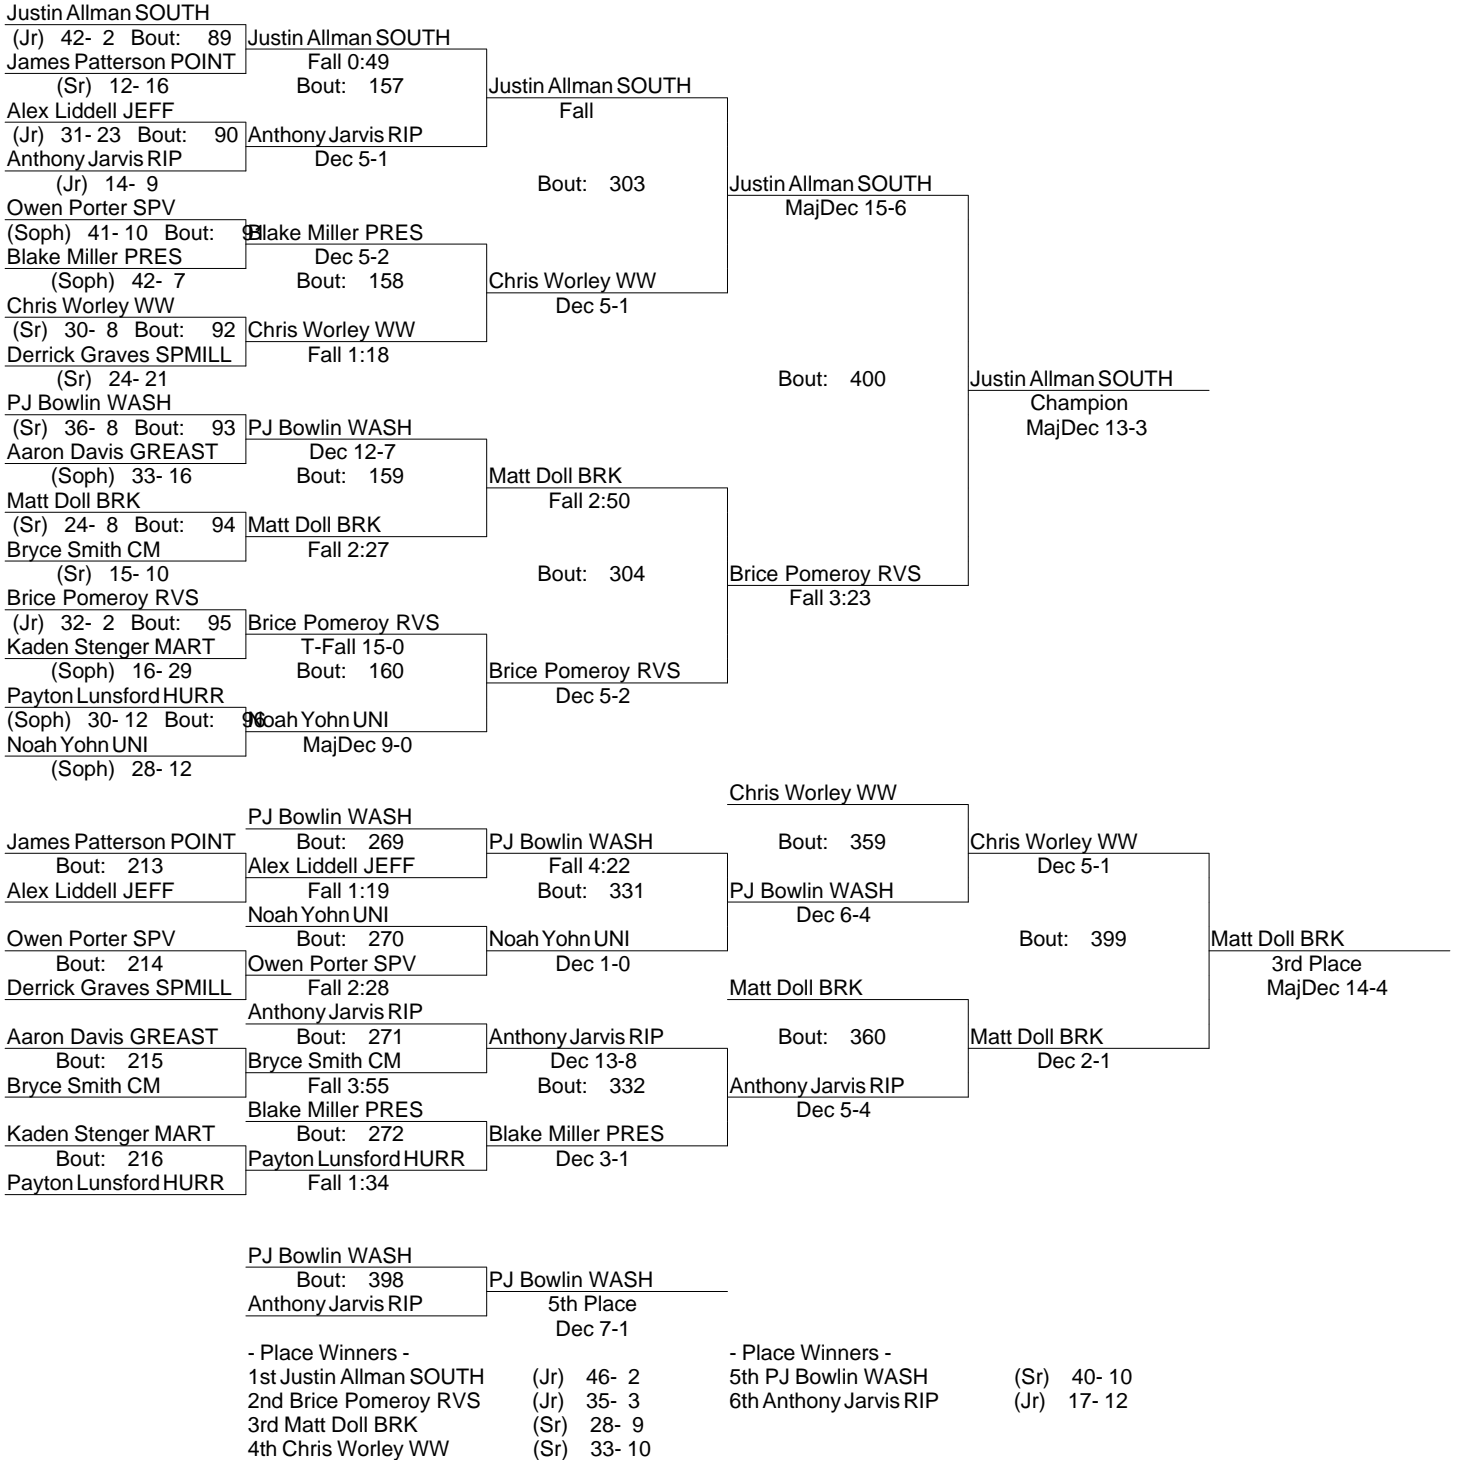 Justin Allman SOUTH
(Jr) 42- 2 Bout: 89 Justin Allman SOUTH
James Patterson POINT Fall 0:49
(Sr) 12- 16 Bout: 157 Justin Allman SOUTH
Alex Liddell JEFF Fall
(Jr) 31- 23 Bout: 90 Anthony Jarvis RIP
Anthony Jarvis RIP Dec 5-1
(Jr) 14- 9 Bout: 303 Justin Allman SOUTH
Owen Porter SPV MajDec 15-6
(Soph) 41- 10 Bout: 91 Blake Miller PRES
Blake Miller PRES Dec 5-2
(Soph) 42- 7 Bout: 158 Chris Worley WW
Chris Worley WW Dec 5-1
(Sr) 30- 8 Bout: 92 Chris Worley WW
Derrick Graves SPMILL Fall 1:18
(Sr) 24- 21 Bout: 400 Justin Allman SOUTH
PJ Bowlin WASH Champion
(Sr) 36- 8 Bout: 93 PJ Bowlin WASH MajDec 13-3
Aaron Davis GREAST Dec 12-7
(Soph) 33- 16 Bout: 159 Matt Doll BRK
Matt Doll BRK Fall 2:50
(Sr) 24- 8 Bout: 94 Matt Doll BRK
Bryce Smith CM Fall 2:27
(Sr) 15- 10 Bout: 304 Brice Pomeroy RVS
Brice Pomeroy RVS Fall 3:23
(Jr) 32- 2 Bout: 95 Brice Pomeroy RVS
Kaden Stenger MART T-Fall 15-0
(Soph) 16- 29 Bout: 160 Brice Pomeroy RVS
Payton Lunsford HURR Dec 5-2
(Soph) 30- 12 Bout: 96 Noah Yohn UNI
Noah Yohn UNI MajDec 9-0
(Soph) 28- 12
Chris Worley WW
PJ Bowlin WASH
James Patterson POINT Bout: 269 PJ Bowlin WASH Bout: 359 Chris Worley WW
Bout: 213 Alex Liddell JEFF Fall 4:22 Dec 5-1
Alex Liddell JEFF Fall 1:19 Bout: 331 PJ Bowlin WASH
Noah Yohn UNI Dec 6-4
Owen Porter SPV Bout: 270 Noah Yohn UNI Bout: 399 Matt Doll BRK
Bout: 214 Owen Porter SPV Dec 1-0 3rd Place
Derrick Graves SPMILL Fall 2:28 Matt Doll BRK MajDec 14-4
Anthony Jarvis RIP
Aaron Davis GREAST Bout: 271 Anthony Jarvis RIP Bout: 360 Matt Doll BRK
Bout: 215 Bryce Smith CM Dec 13-8 Dec 2-1
Bryce Smith CM Fall 3:55 Bout: 332 Anthony Jarvis RIP
Blake Miller PRES Dec 5-4
Kaden Stenger MART Bout: 272 Blake Miller PRES
Bout: 216 Payton Lunsford HURR Dec 3-1
Payton Lunsford HURR Fall 1:34
PJ Bowlin WASH
Bout: 398 PJ Bowlin WASH
Anthony Jarvis RIP 5th Place
Dec 7-1
- Place Winners - - Place Winners -
1st Justin Allman SOUTH (Jr) 46- 2 5th PJ Bowlin WASH (Sr) 40- 10
2nd Brice Pomeroy RVS (Jr) 35- 3 6th Anthony Jarvis RIP (Jr) 17- 12
3rd Matt Doll BRK (Sr) 28- 9
4th Chris Worley WW (Sr) 33- 10